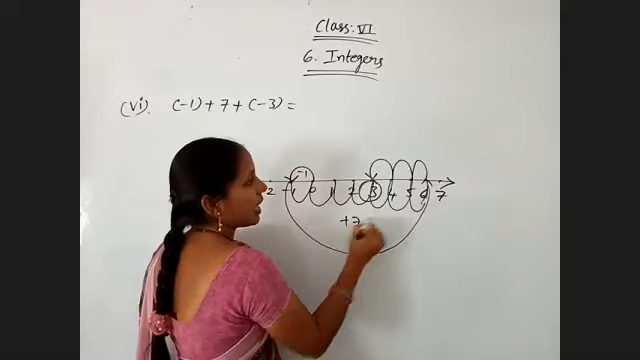 Class: VI
6. Integers
(vi). (-1) + 7 + (-3) =
-1
2 -1 0 1 2 3 4 5 6 7
+7